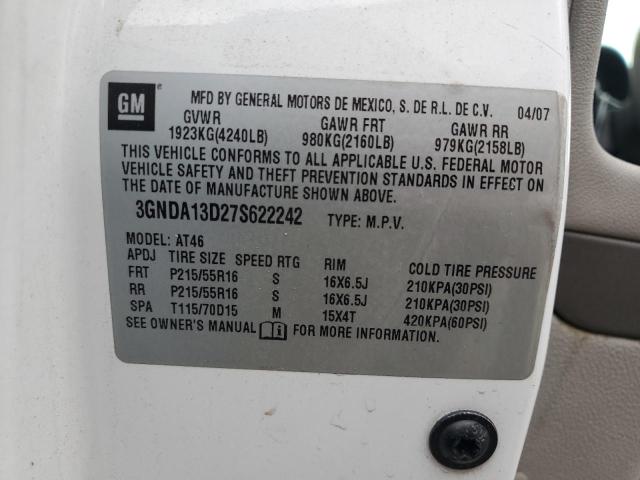 GM
MFD BY GENERAL MOTORS DE MEXICO, S. DE R.L. DE C.V. 04/07
GVWR GAWR FRT GAWR RR
1923KG(4240LB) 980KG(2160LB) 979KG(2158LB)
THIS VEHICLE CONFORMS TO ALL APPLICABLE U.S. FEDERAL MOTOR
VEHICLE SAFETY AND THEFT PREVENTION STANDARDS IN EFFECT ON
THE DATE OF MANUFACTURE SHOWN ABOVE.
3GNDA13D27S622242 TYPE: M.P.V.
MODEL: AT46
APDJ TIRE SIZE SPEED RTG RIM COLD TIRE PRESSURE
FRT P215/55R16 S 16X6.5J 210KPA(30PSI)
RR P215/55R16 S 16X6.5J 210KPA(30PSI)
SPA T115/70D15 M 15X4T 420KPA(60PSI)
SEE OWNER'S MANUAL FOR MORE INFORMATION.